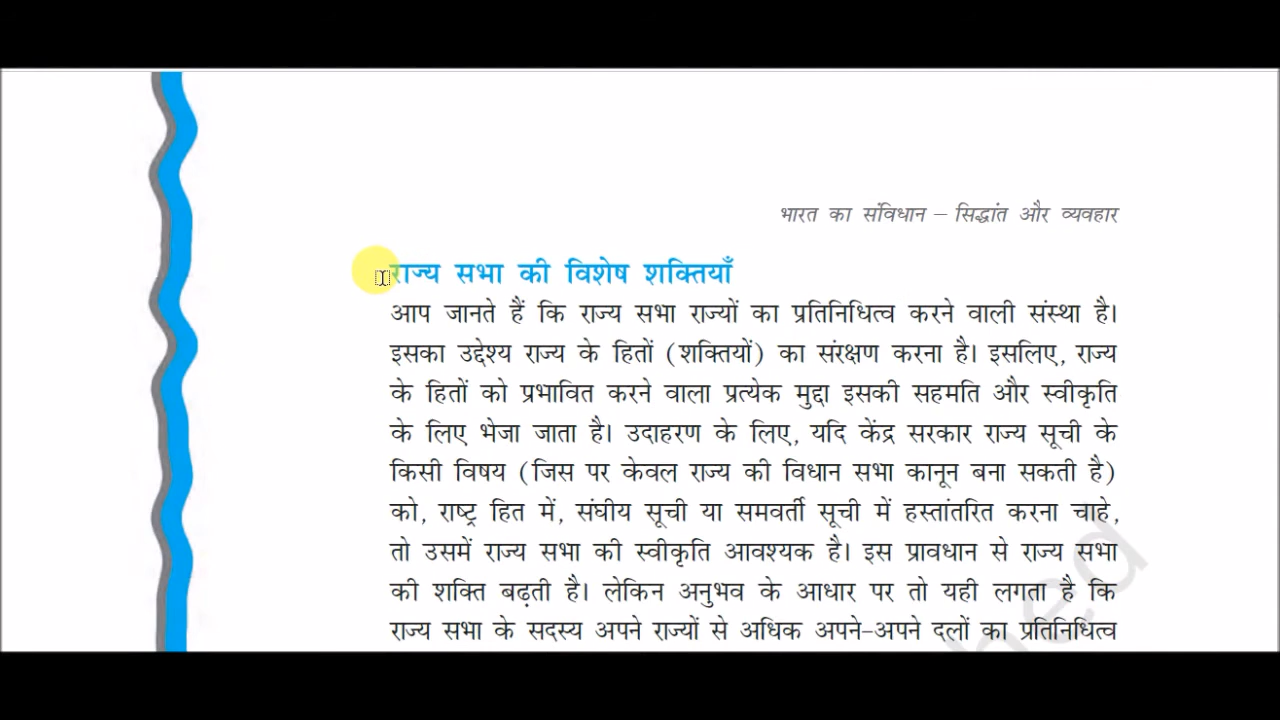 भारत का संविधान – सिद्धांत और व्यवहार
राज्य सभा की विशेष शक्तियाँ
आप जानते हैं कि राज्य सभा राज्यों का प्रतिनिधित्व करने वाली संस्था है।
इसका उद्देश्य राज्य के हितों (शक्तियों) का संरक्षण करना है। इसलिए, राज्य
के हितों को प्रभावित करने वाला प्रत्येक मुद्दा इसकी सहमति और स्वीकृति
के लिए भेजा जाता है। उदाहरण के लिए, यदि केंद्र सरकार राज्य सूची के
किसी विषय (जिस पर केवल राज्य की विधान सभा कानून बना सकती है)
को, राष्ट्र हित में, संघीय सूची या समवर्ती सूची में हस्तांतरित करना चाहे,
तो उसमें राज्य सभा की स्वीकृति आवश्यक है। इस प्रावधान से राज्य सभा
की शक्ति बढ़ती है। लेकिन अनुभव के आधार पर तो यही लगता है कि
राज्य सभा के सदस्य अपने राज्यों से अधिक अपने-अपने दलों का प्रतिनिधित्व